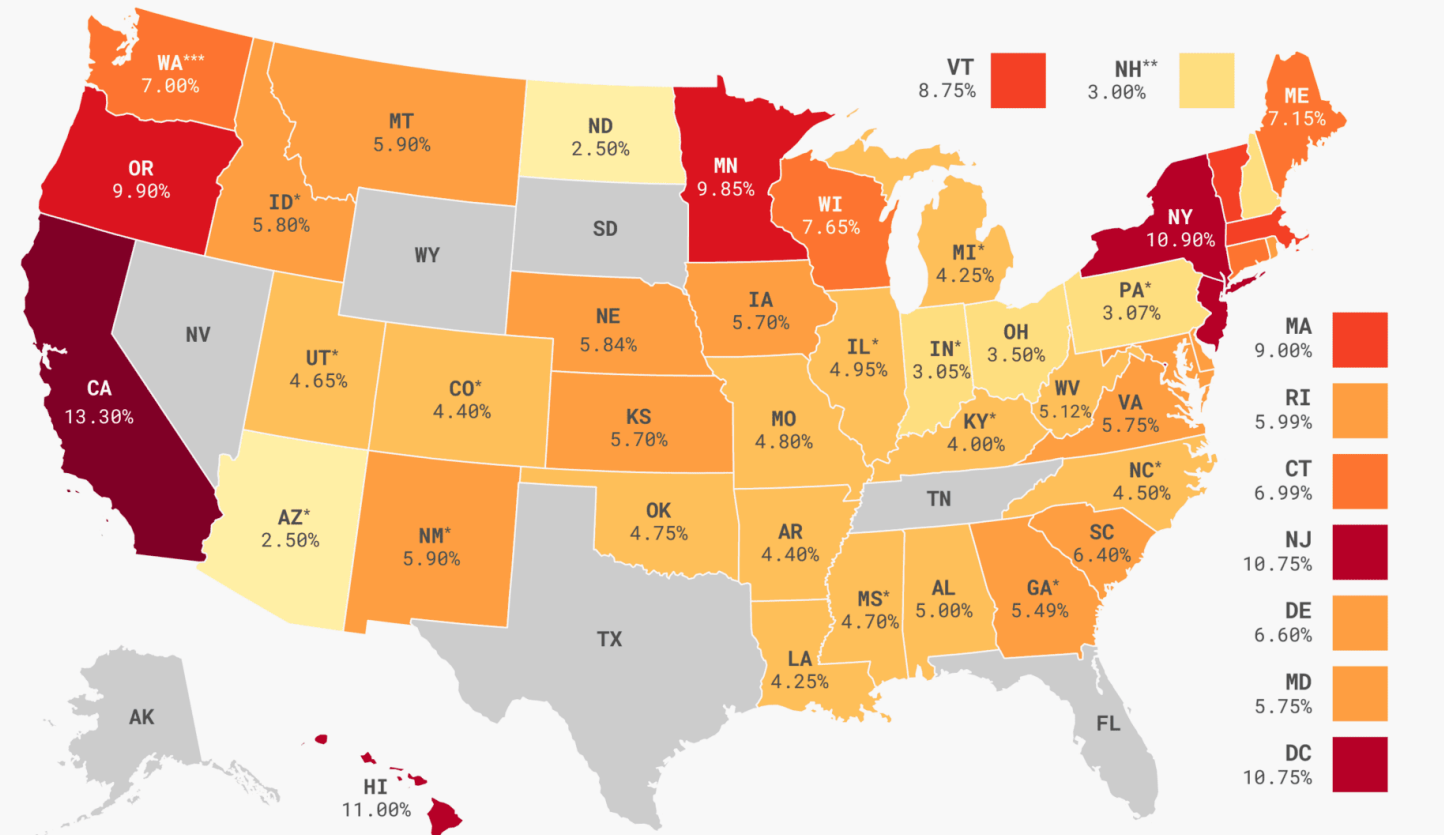 WA***
7.00%
VT
8.75%
NH**
3.00%
ME
7.15%
MT
5.90%
ND
2.50%
OR
9.90%
MN
9.85%
ID*
5.80%
WI
7.65%
NY
10.90%
SD
WY
MI*
4.25%
PA*
3.07%
IA
5.70%
NE
5.84%
NV
OH
3.50%
MA
9.00%
IL*
4.95%
IN*
3.05%
UT*
4.65%
CO*
4.40%
CA
13.30%
WV
5.12%
VA
5.75%
RI
5.99%
KS
5.70%
MO
4.80%
KY*
4.00%
NC*
4.50%
CT
6.99%
TN
AZ*
2.50%
OK
4.75%
NM*
5.90%
AR
4.40%
SC
6.40%
NJ
10.75%
MS*
4.70%
AL
5.00%
GA*
5.49%
DE
6.60%
TX
LA
4.25%
MD
5.75%
AK
FL
DC
10.75%
HI
11.00%